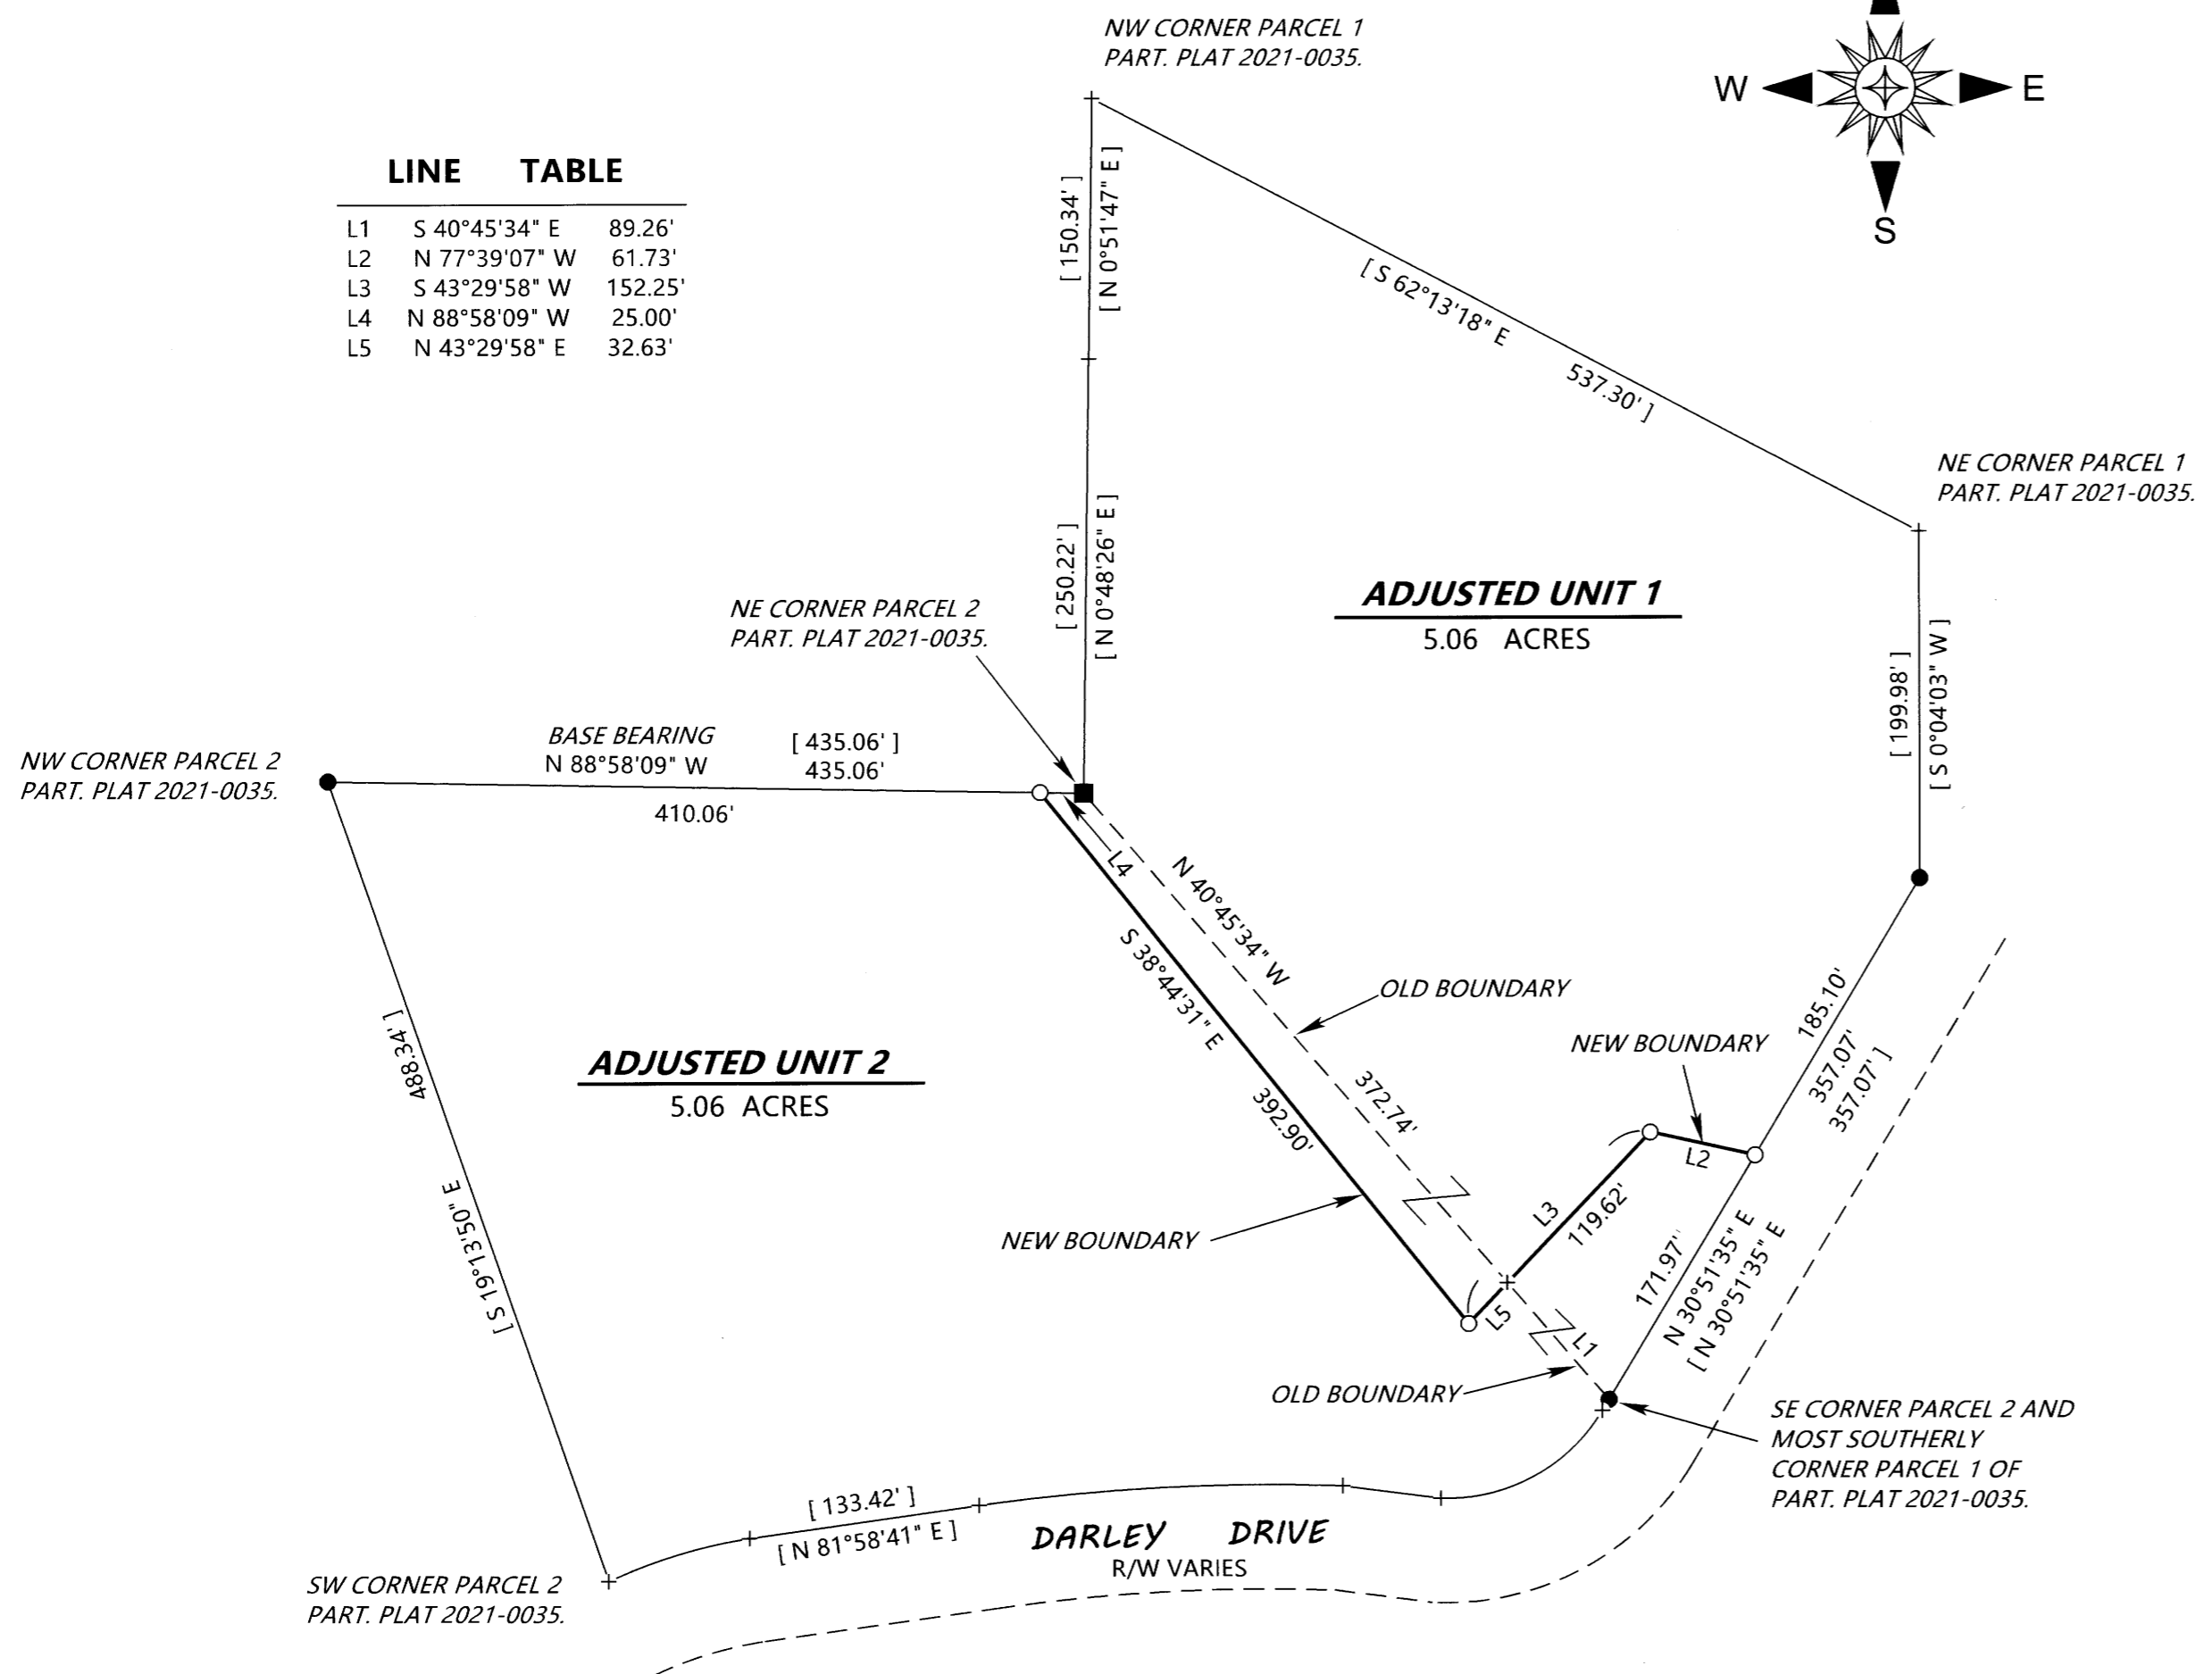 NW CORNER PARCEL 1
PART. PLAT 2021-0035.
W
E
S
LINE TABLE
L1 S 40°45'34" E 89.26'
L2 N 77°39'07" W 61.73'
L3 S 43°29'58" W 152.25'
L4 N 88°58'09" W 25.00'
L5 N 43°29'58" E 32.63'
[ 150.34' ]
[ N 0°51'47" E ]
[ S 62°13'18" E 537.30' ]
NE CORNER PARCEL 1
PART. PLAT 2021-0035.
[ 250.22' ]
[ N 0°48'26" E ]
ADJUSTED UNIT 1
5.06 ACRES
NE CORNER PARCEL 2
PART. PLAT 2021-0035.
[ 199.98' ]
[ S 0°04'03" W ]
BASE BEARING [ 435.06' ]
N 88°58'09" W 435.06'
410.06'
NW CORNER PARCEL 2
PART. PLAT 2021-0035.
L4
N 40°45'34" W 372.74'
S 38°44'31" E 392.90'
OLD BOUNDARY
NEW BOUNDARY
185.10'
357.07'
357.07' ]
[ S 19°13'50" E 488.34' ]
ADJUSTED UNIT 2
5.06 ACRES
L2
L3
119.62'
NEW BOUNDARY
L5
L1
171.97'
N 30°51'35" E
[ N 30°51'35" E
OLD BOUNDARY
SE CORNER PARCEL 2 AND
MOST SOUTHERLY
CORNER PARCEL 1 OF
PART. PLAT 2021-0035.
[ 133.42' ]
[ N 81°58'41" E ]
DARLEY DRIVE
R/W VARIES
SW CORNER PARCEL 2
PART. PLAT 2021-0035.